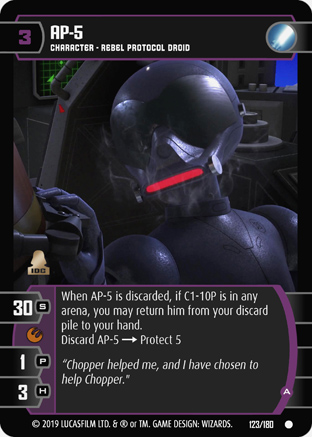 3
AP-5
CHARACTER - REBEL PROTOCOL DROID
IDC
30 S
1 P
3 H
When AP-5 is discarded, if C1-10P is in any
arena, you may return him from your discard
pile to your hand.
Discard AP-5 → Protect 5
"Chopper helped me, and I have chosen to
help Chopper."
A
© 2019 LUCASFILM LTD. & ® or TM. GAME DESIGN: WIZARDS.
123/180